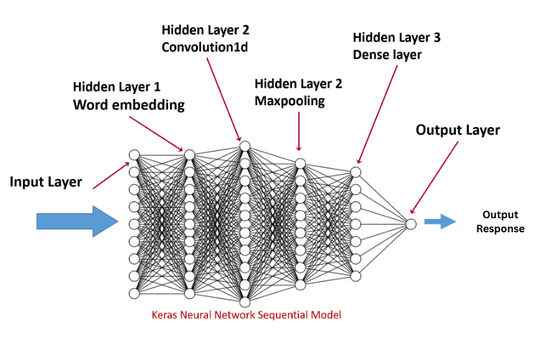 Hidden Layer 2
Convolution1d
Hidden Layer 3
Dense layer
Hidden Layer 1
Word embedding
Hidden Layer 2
Maxpooling
Output Layer
Input Layer
Output
Response
Keras Neural Network Sequential Model